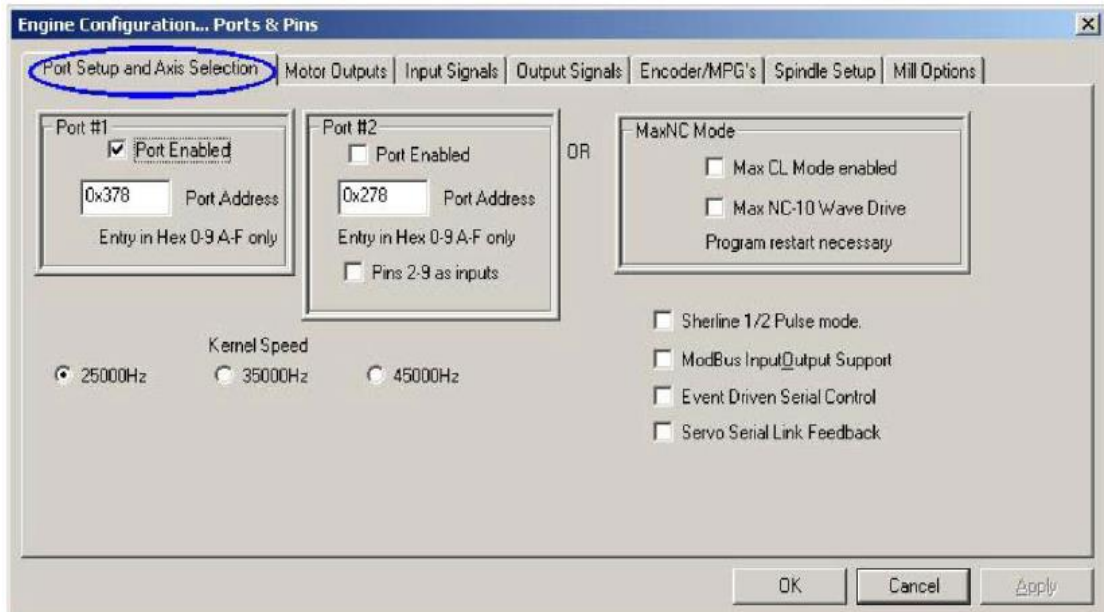 Engine Configuration... Ports & Pins
Port Setup and Axis Selection
Motor Outputs
Input Signals
Output Signals
Encoder/MPG's
Spindle Setup
Mill Options
Port #1
Port Enabled
0x378
Port Address
Entry in Hex 0-9 A-F only
Port #2
Port Enabled
0x278
Port Address
Entry in Hex 0-9 A-F only
Pins 2-9 as inputs
OR
MaxNC Mode
Max CL Mode enabled
Max NC-10 Wave Drive
Program restart necessary
Kernel Speed
25000Hz
35000Hz
45000Hz
Sherline 1/2 Pulse mode.
ModBus InputOutput Support
Event Driven Serial Control
Servo Serial Link Feedback
OK
Cancel
Apply